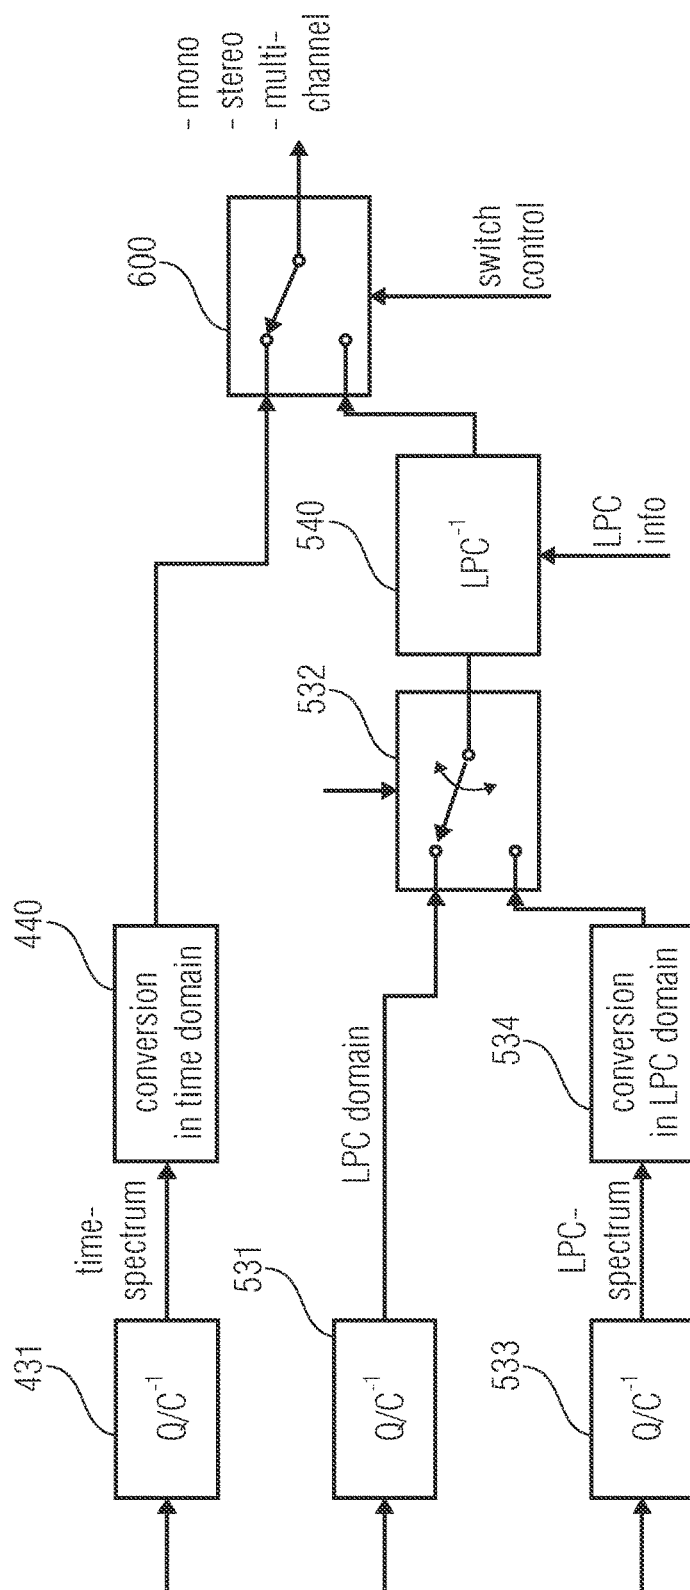 431
Q/C⁻¹
time-
spectrum
440
conversion
in time domain
600
- mono
- stereo
- multi-
channel
switch
control
531
Q/C⁻¹
LPC domain
532
540
LPC⁻¹
LPC
info
533
Q/C⁻¹
LPC-
spectrum
534
conversion
in LPC domain